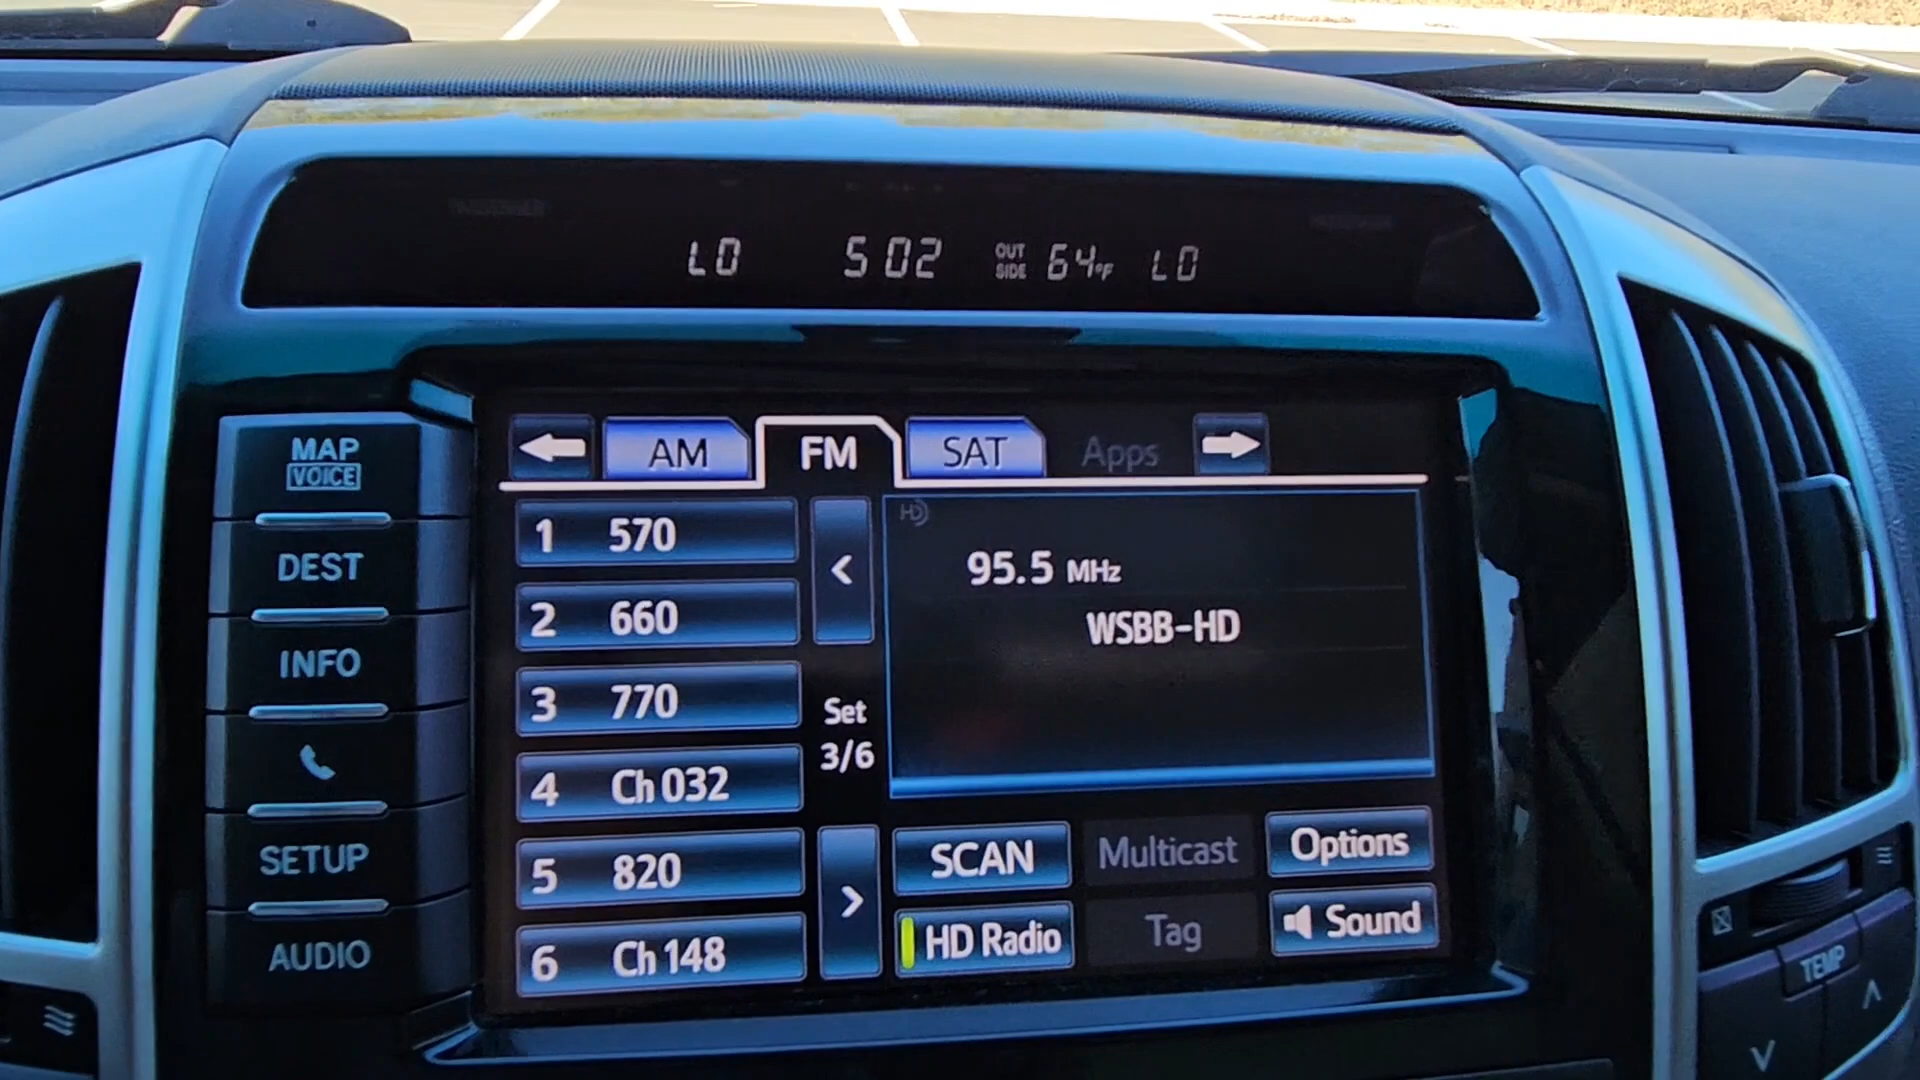 LO 5 02 OUT SIDE 64°F LO
MAP
VOICE
DEST
INFO
SETUP
AUDIO
AM FM SAT Apps
1 570
2 660
3 770
4 Ch 032
5 820
6 Ch 148
<
Set
3/6
>
HD
95.5 MHz
WSBB-HD
SCAN Multicast Options
HD Radio Tag Sound
TEMP